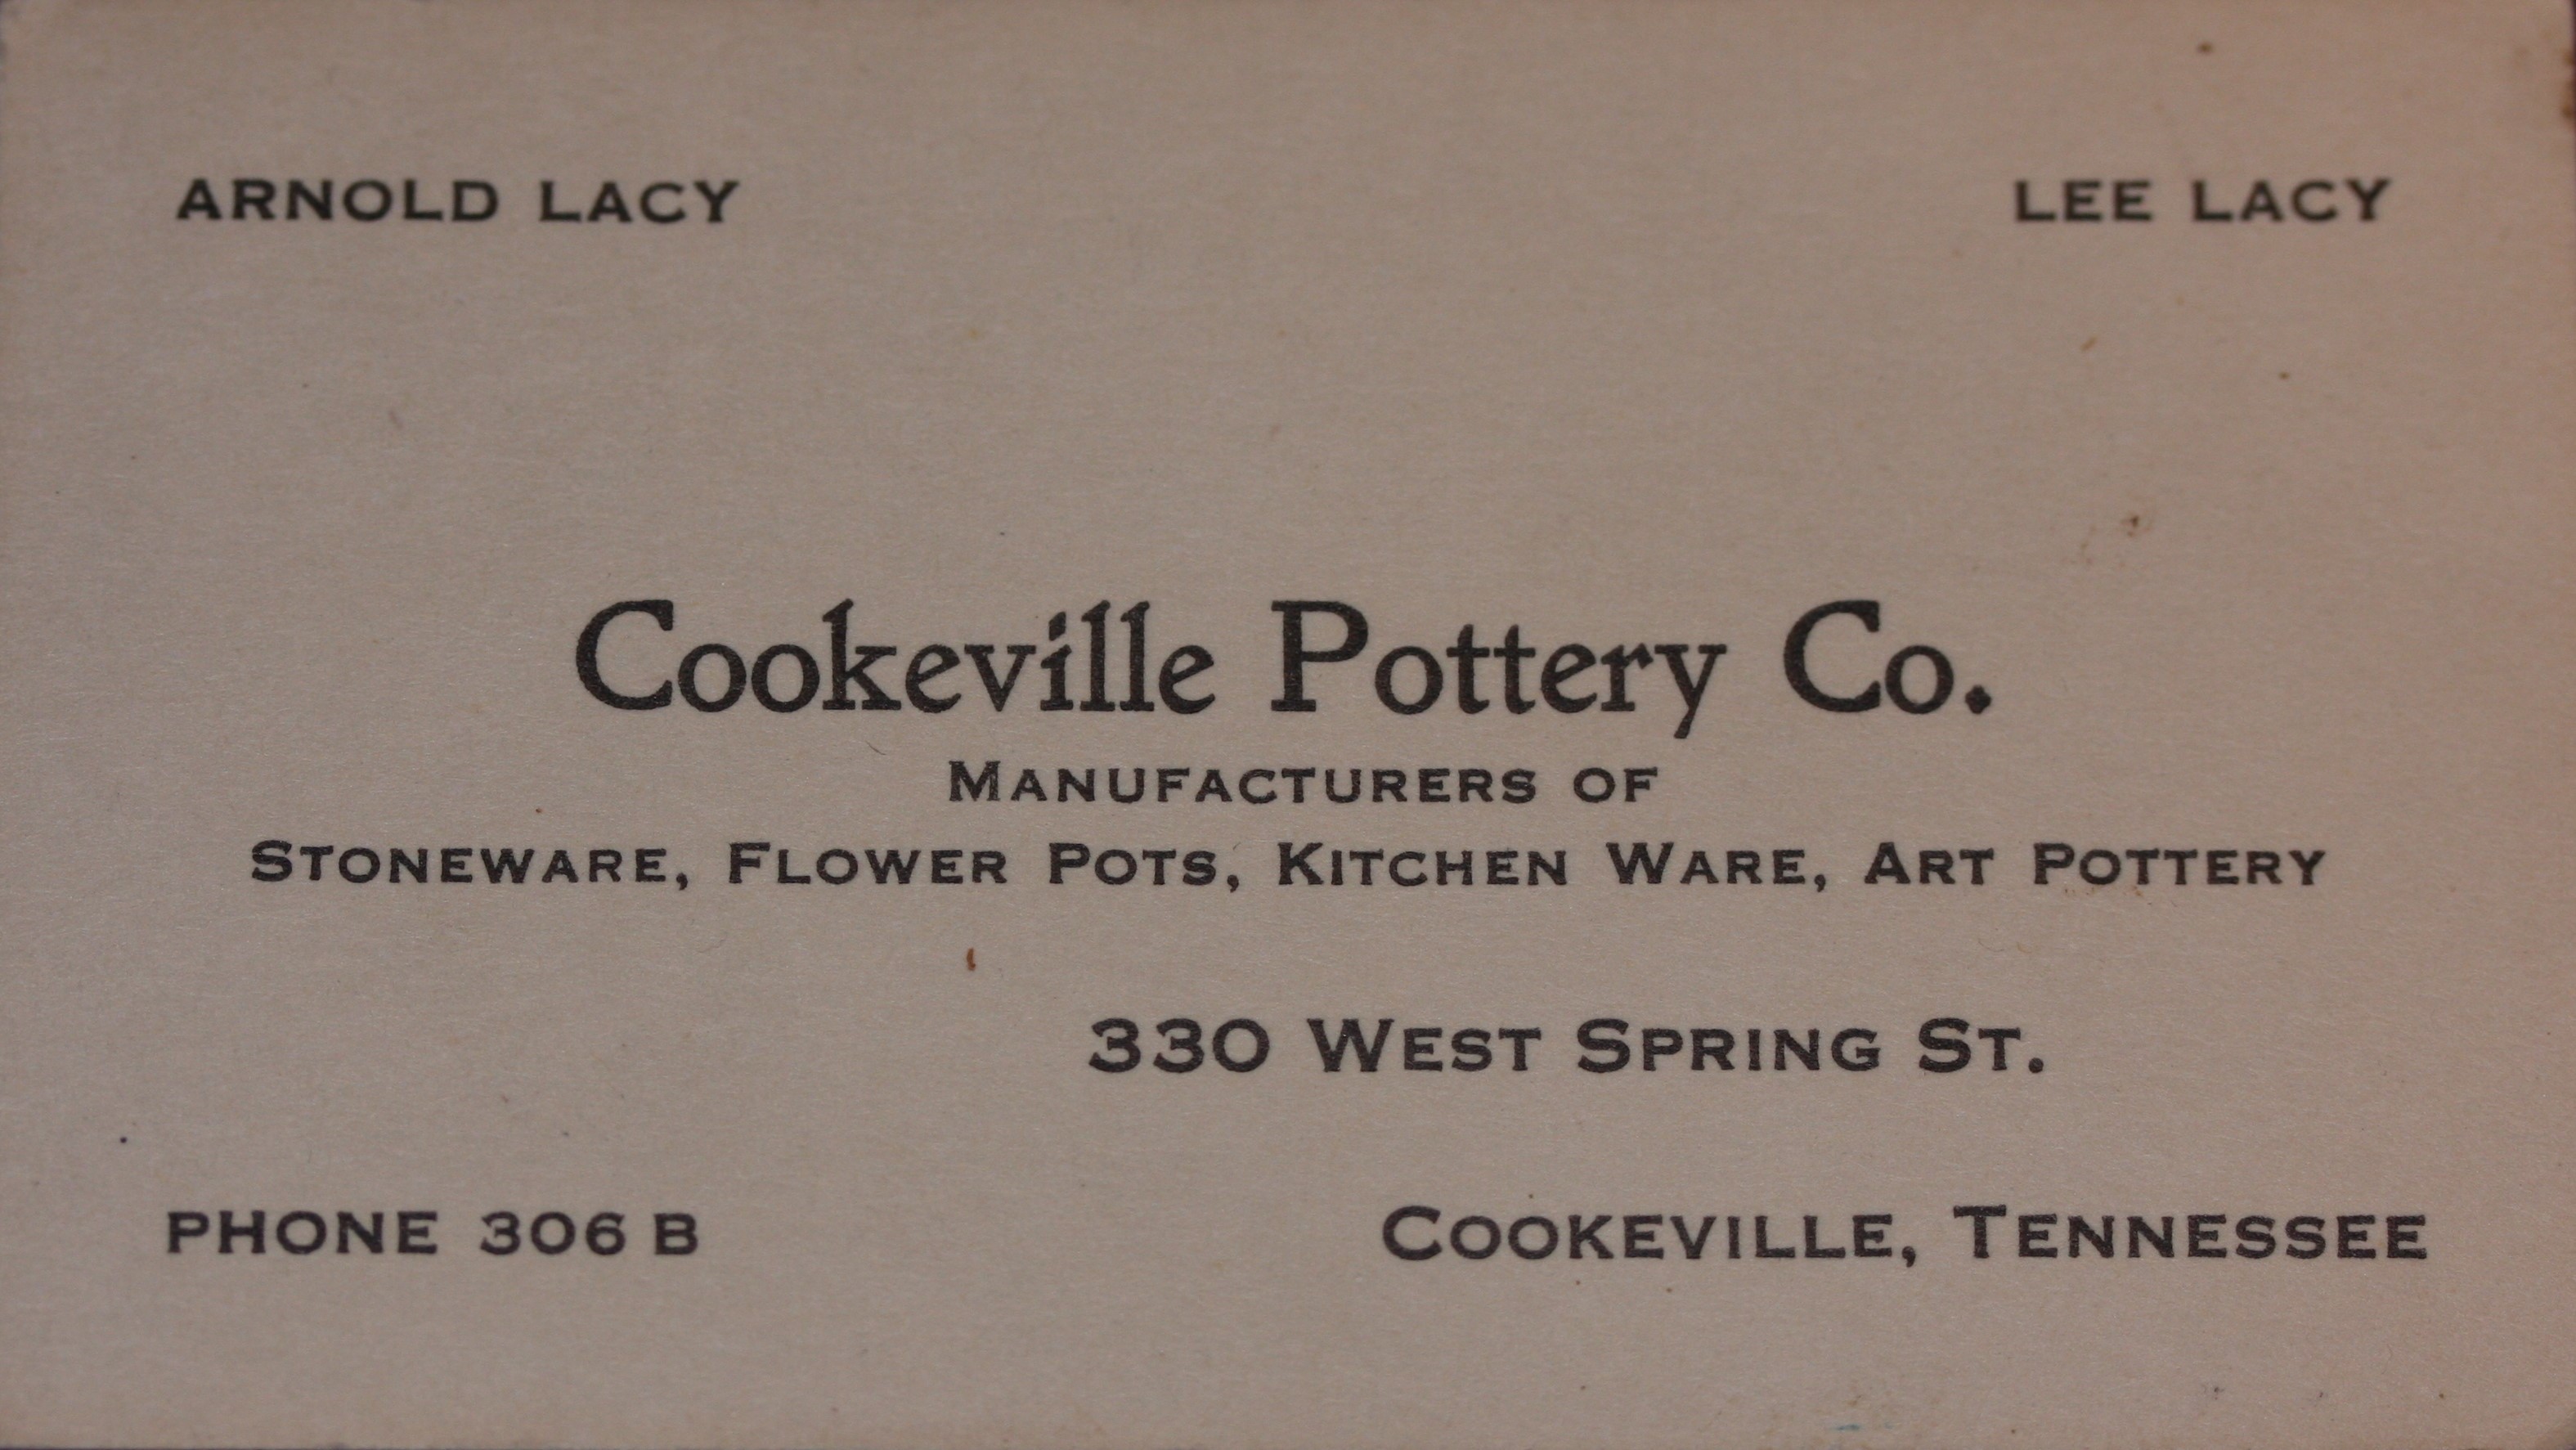 ARNOLD LACY
LEE LACY
Cookeville Pottery Co.
MANUFACTURERS OF
STONEWARE, FLOWER POTS, KITCHEN WARE, ART POTTERY
330 WEST SPRING ST.
PHONE 306 B
COOKEVILLE, TENNESSEE